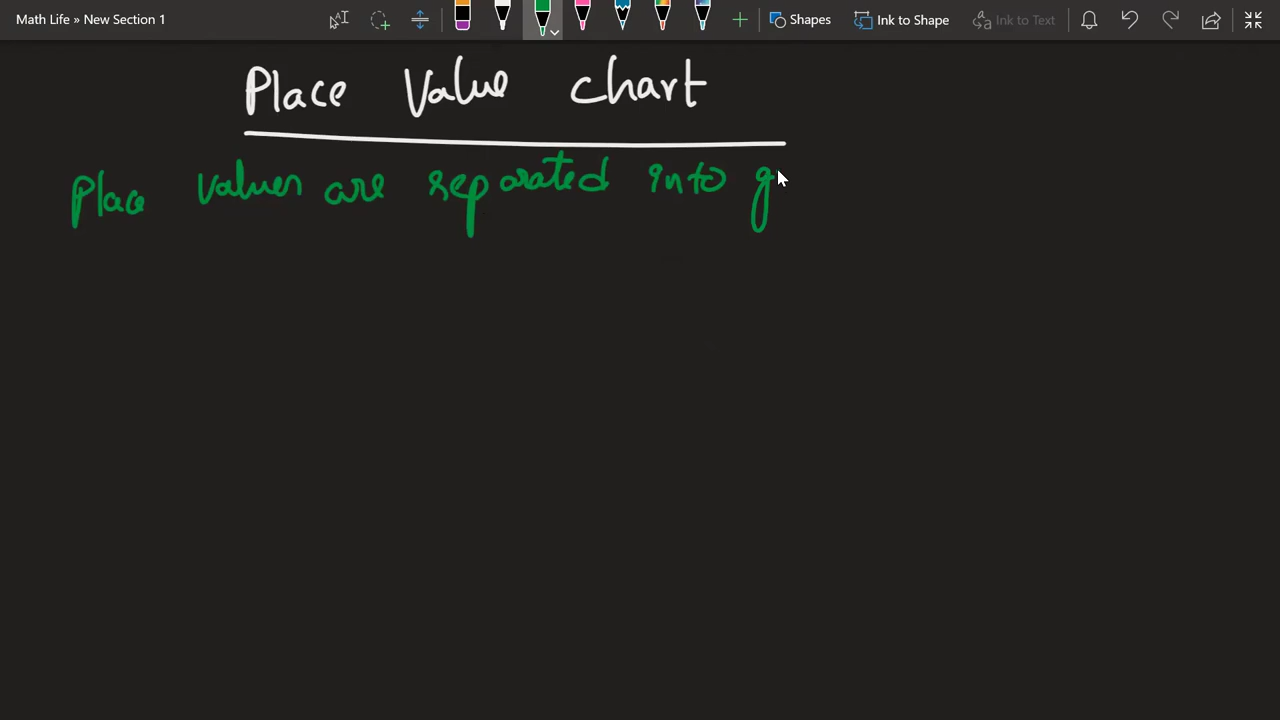 Math Life » New Section 1
Shapes
Ink to Shape
Ink to Text
Place Value chart
Place values are separated into g